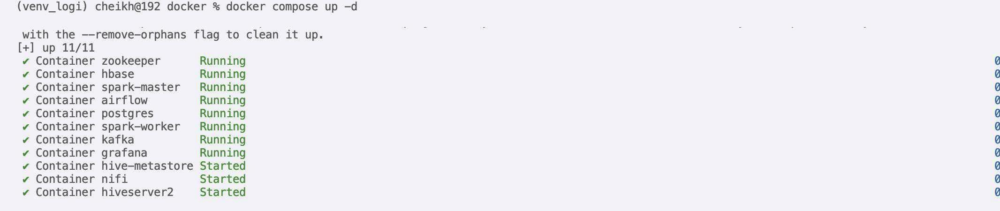 (venv_logi) cheikh@192 docker % docker compose up -d
with the --remove-orphans flag to clean it up.
[+] up 11/11
✔ Container zookeeper Running 0
✔ Container hbase Running 0
✔ Container spark-master Running 0
✔ Container airflow Running 0
✔ Container postgres Running 0
✔ Container spark-worker Running 0
✔ Container kafka Running 0
✔ Container grafana Running 0
✔ Container hive-metastore Started 0
✔ Container nifi Started 0
✔ Container hiveserver2 Started 0